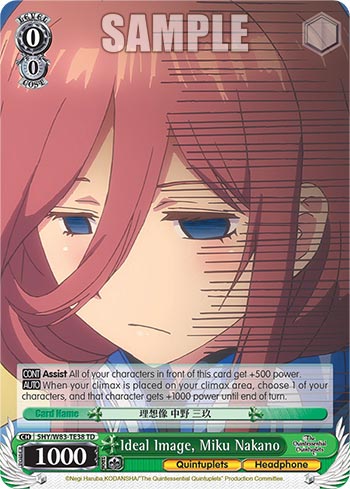 SAMPLE
LEVEL
0
0
COST
CONT Assist All of your characters in front of this card get +500 power.
AUTO When your climax is placed on your climax area, choose 1 of your
characters, and that character gets +1000 power until end of turn.
Card Name 理想像 中野 三玖
CH 5HY/W83-TE38 TD
Ideal Image, Miku Nakano
The Quintessential Quintuplets
1000
Quintuplets
Headphone
©Negi Haruba,KODANSHA/"The Quintessential Quintuplets" Production Committee.